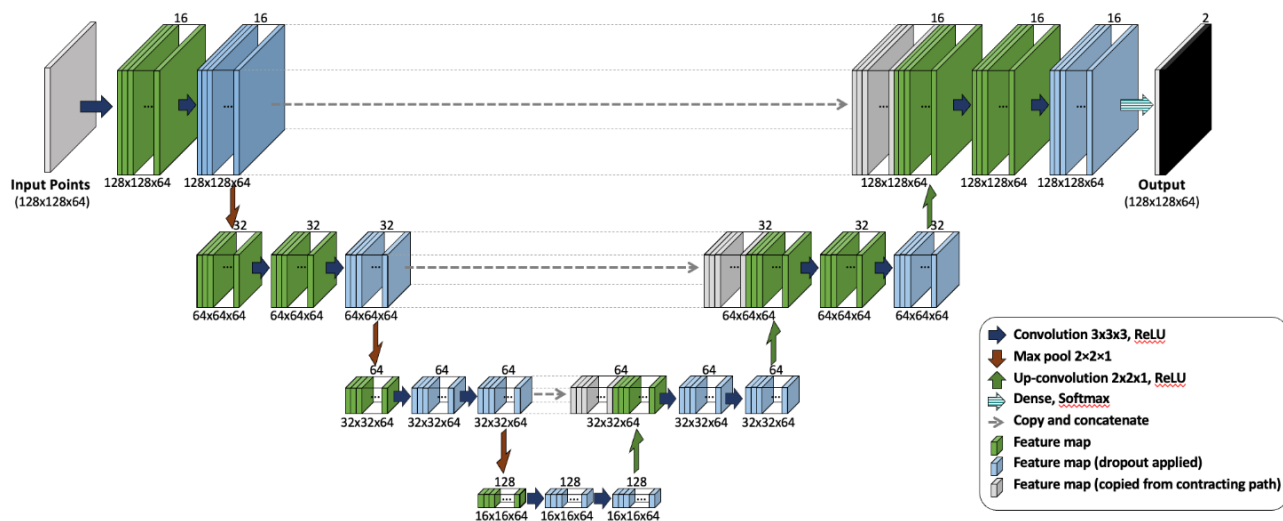 16
16
16
16
16
2
...
...
...
...
...
...
Input Points
(128x128x64)
128x128x64
128x128x64
128x128x64
128x128x64
128x128x64
Output
(128x128x64)
32
32
32
32
32
32
...
...
...
...
...
...
64x64x64
64x64x64
64x64x64
64x64x64
64x64x64
64x64x64
64
64
64
64
64
64
...
...
...
...
...
...
32x32x64
32x32x64
32x32x64
32x32x64
32x32x64
32x32x64
128
128
128
...
...
...
16x16x64
16x16x64
16x16x64
Convolution 3x3x3, ReLU
Max pool 2×2×1
Up-convolution 2x2x1, ReLU
Dense, Softmax
Copy and concatenate
Feature map
Feature map (dropout applied)
Feature map (copied from contracting path)